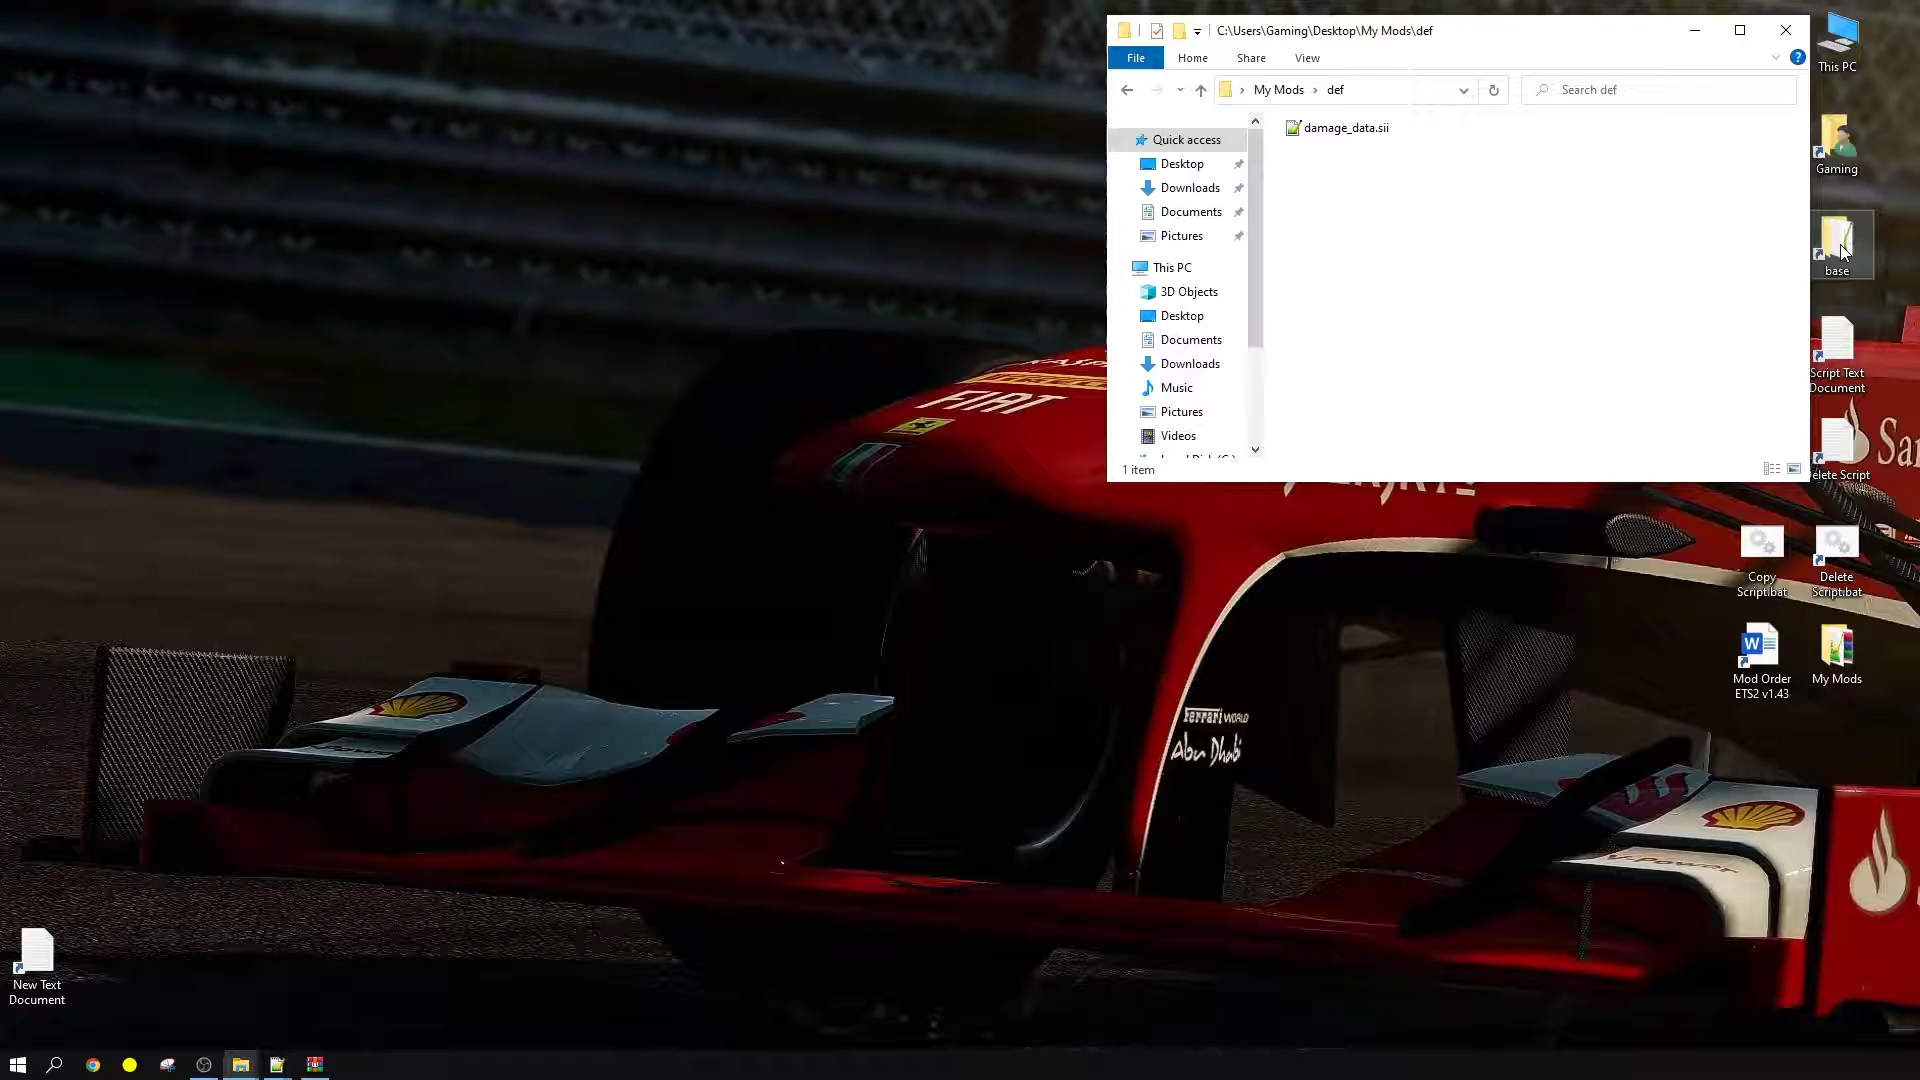 C:\Users\Gaming\Desktop\My Mods\def
File
Home
Share
View
My Mods
def
Search def
damage_data.sii
Quick access
Desktop
Downloads
Documents
Pictures
This PC
3D Objects
Desktop
Documents
Downloads
Music
Pictures
Videos
1 item
This PC
Gaming
base
Script Text
Document
Delete Script
Copy
Script.bat
Delete
Script.bat
Mod Order
ETS2 v1.43
My Mods
New Text
Document
FIAT
San
Ferrari WORLD
Abu Dhabi
V-Power